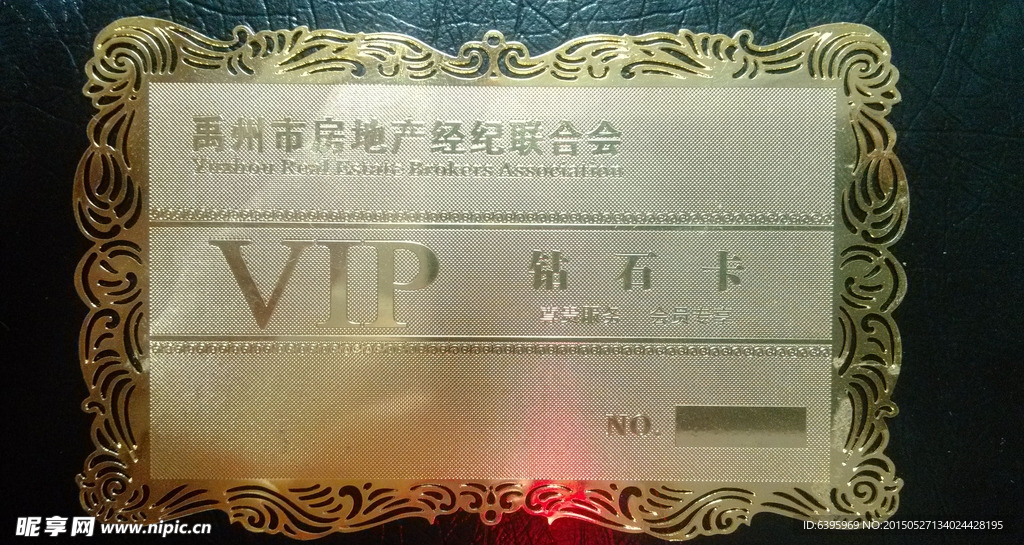 禹州市房地产经纪联合会
Yuzhou Real Estate Brokers Association
VIP 钻石卡
尊贵服务 会员专享
NO.
昵享网 www.nipic.cn
ID:6395969 NO:20150527134024428195